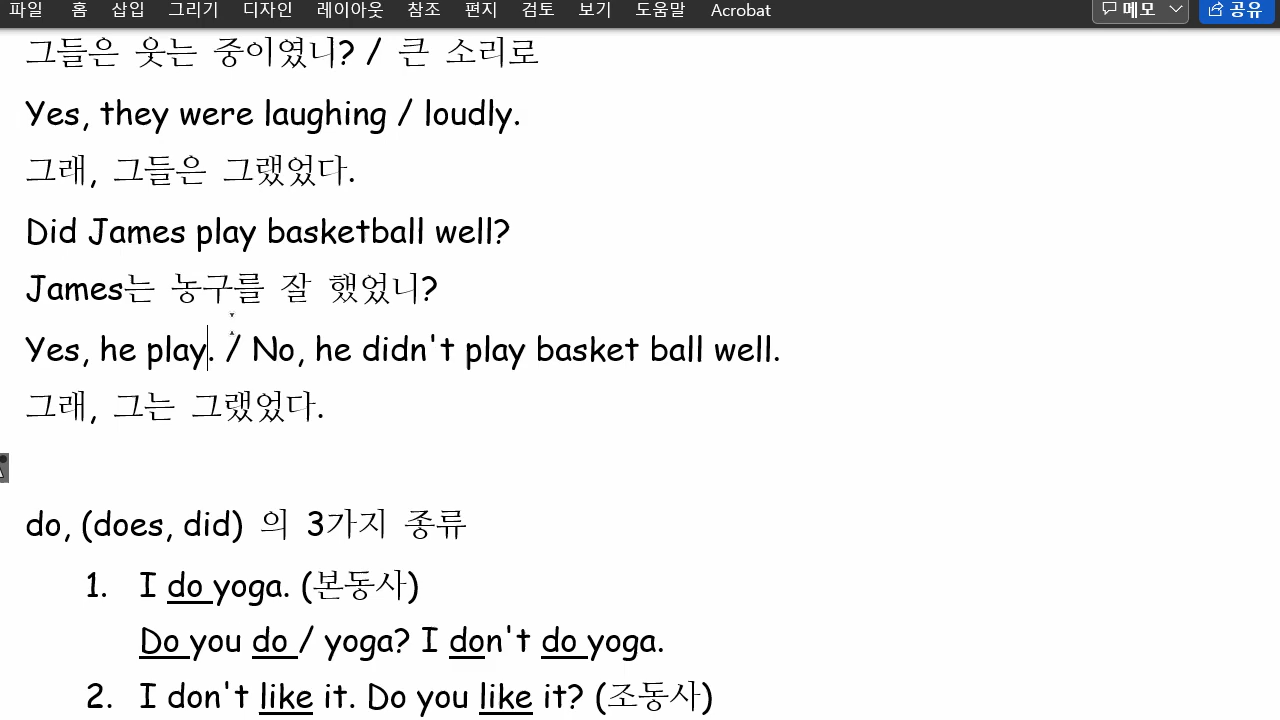 파일 홈 삽입 그리기 디자인 레이아웃 참조 편지 검토 보기 도움말 Acrobat 메모 공유
그들은 웃는 중이였니? / 큰 소리로
Yes, they were laughing / loudly.
그래, 그들은 그랬었다.
Did James play basketball well?
James는 농구를 잘 했었니?
Yes, he play. / No, he didn't play basket ball well.
그래, 그는 그랬었다.
do, (does, did) 의 3가지 종류
1. I do yoga. (본동사)
Do you do / yoga? I don't do yoga.
2. I don't like it. Do you like it? (조동사)